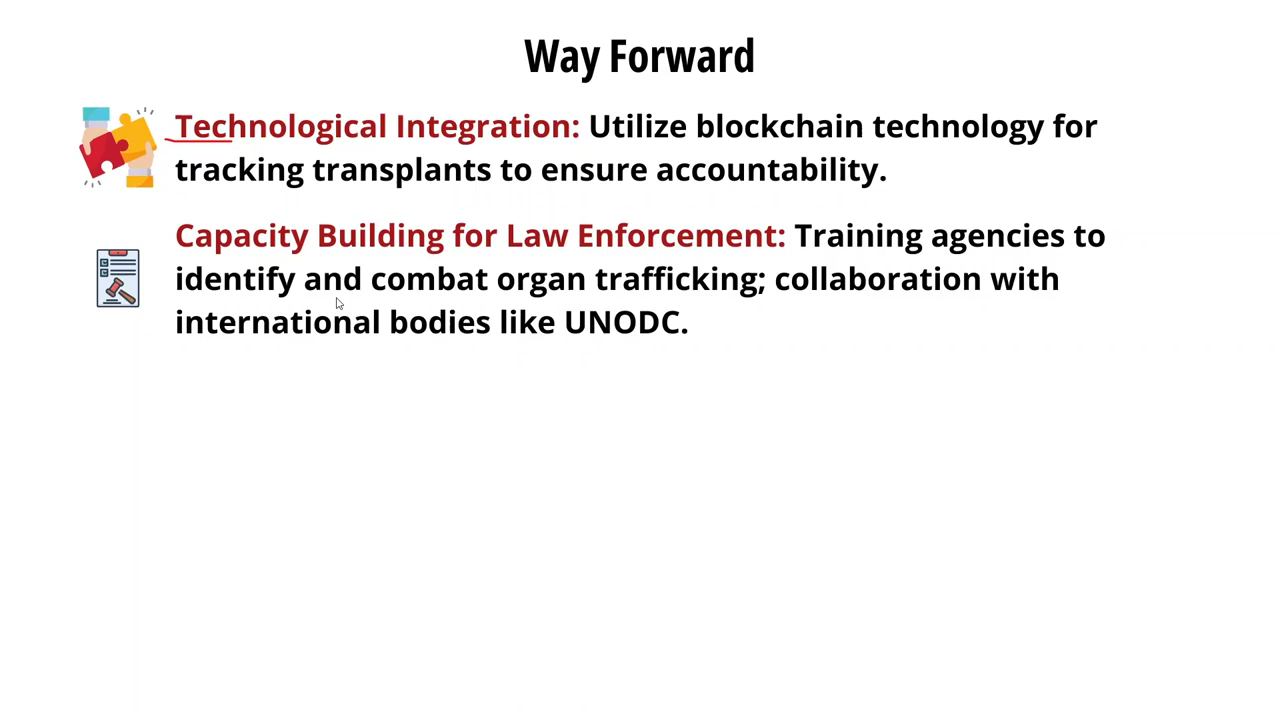 Way Forward
Technological Integration: Utilize blockchain technology for
tracking transplants to ensure accountability.
Capacity Building for Law Enforcement: Training agencies to
identify and combat organ trafficking; collaboration with
international bodies like UNODC.